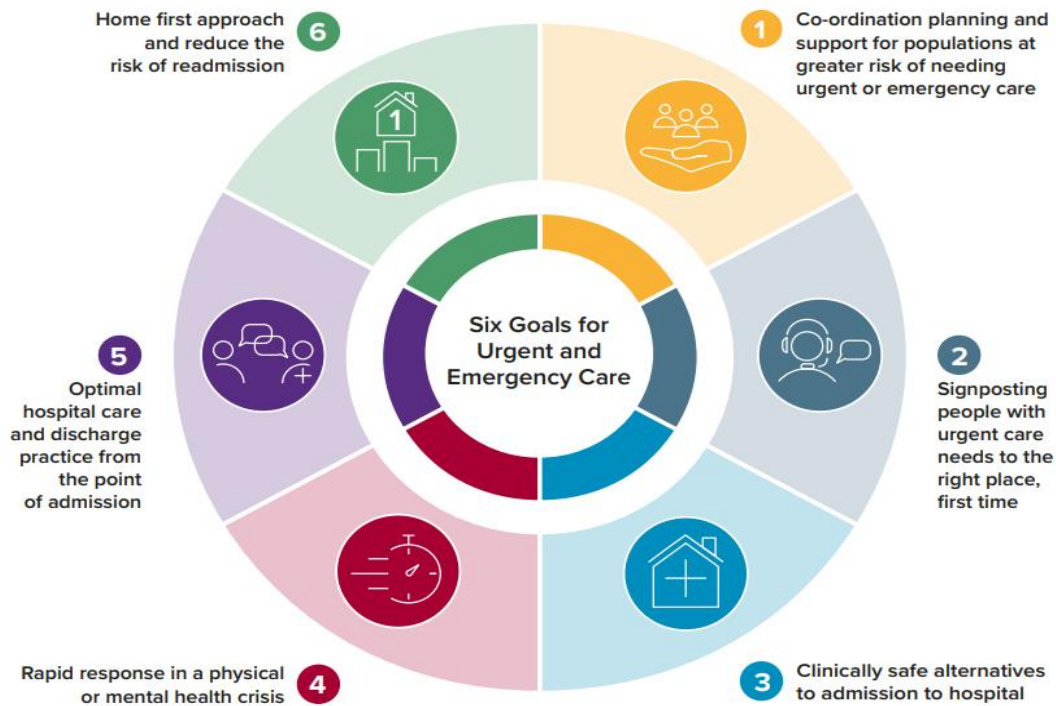 Six Goals for
Urgent and
Emergency Care
1
Co-ordination planning and
support for populations at
greater risk of needing
urgent or emergency care
2
Signposting
people with
urgent care
needs to the
right place,
first time
3
Clinically safe alternatives
to admission to hospital
4
Rapid response in a physical
or mental health crisis
5
Optimal
hospital care
and discharge
practice from
the point
of admission
6
Home first approach
and reduce the
risk of readmission
1